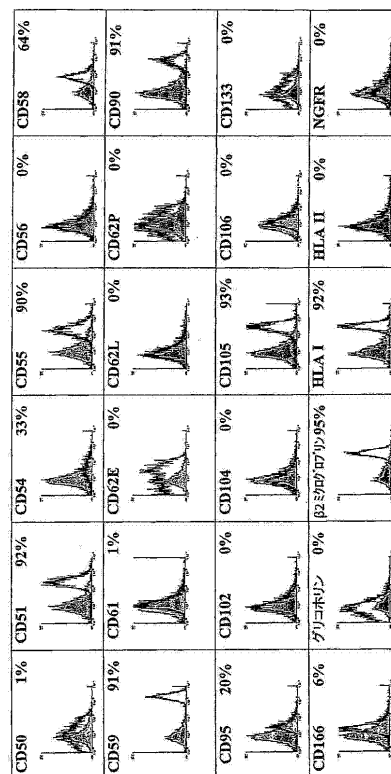 CD50 1% CD51 92% CD54 33% CD55 90% CD56 0% CD58 64%
CD59 91% CD61 1% CD62E 0% CD62L 0% CD62P 0% CD90 91%
CD95 20% CD102 0% CD104 0% CD105 93% CD106 0% CD133 0%
CD166 6% グリコホリン 0% β2ミクログロブリン 95% HLA I 92% HLA II 0% NGFR 0%